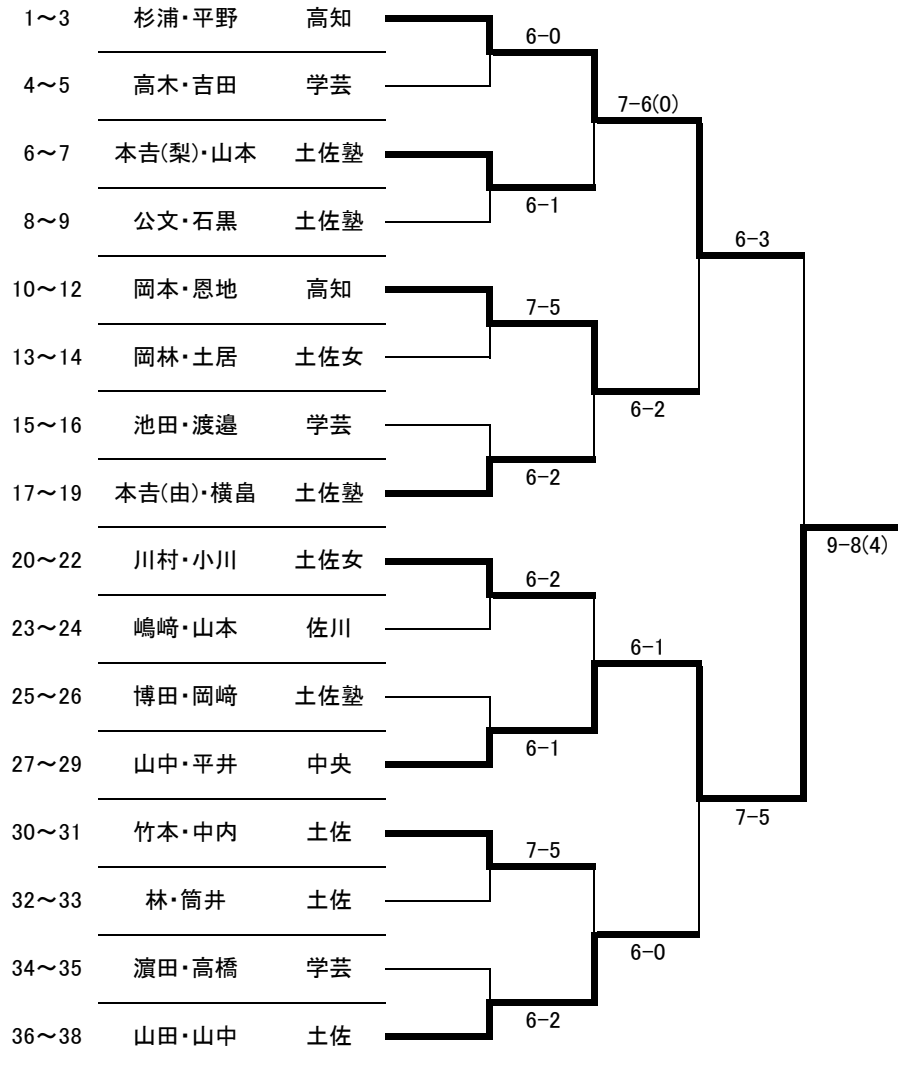 1～3 杉浦・平野 高知
6-0
4～5 高木・吉田 学芸
7-6(0)
6～7 本𠮷(梨)・山本 土佐塾
6-1
8～9 公文・石黒 土佐塾
6-3
10～12 岡本・恩地 高知
7-5
13～14 岡林・土居 土佐女
6-2
15～16 池田・渡邉 学芸
6-2
17～19 本𠮷(由)・横畠 土佐塾
9-8(4)
20～22 川村・小川 土佐女
6-2
23～24 嶋﨑・山本 佐川
6-1
25～26 博田・岡﨑 土佐塾
6-1
27～29 山中・平井 中央
7-5
30～31 竹本・中内 土佐
7-5
32～33 林・筒井 土佐
6-0
34～35 濵田・高橋 学芸
6-2
36～38 山田・山中 土佐